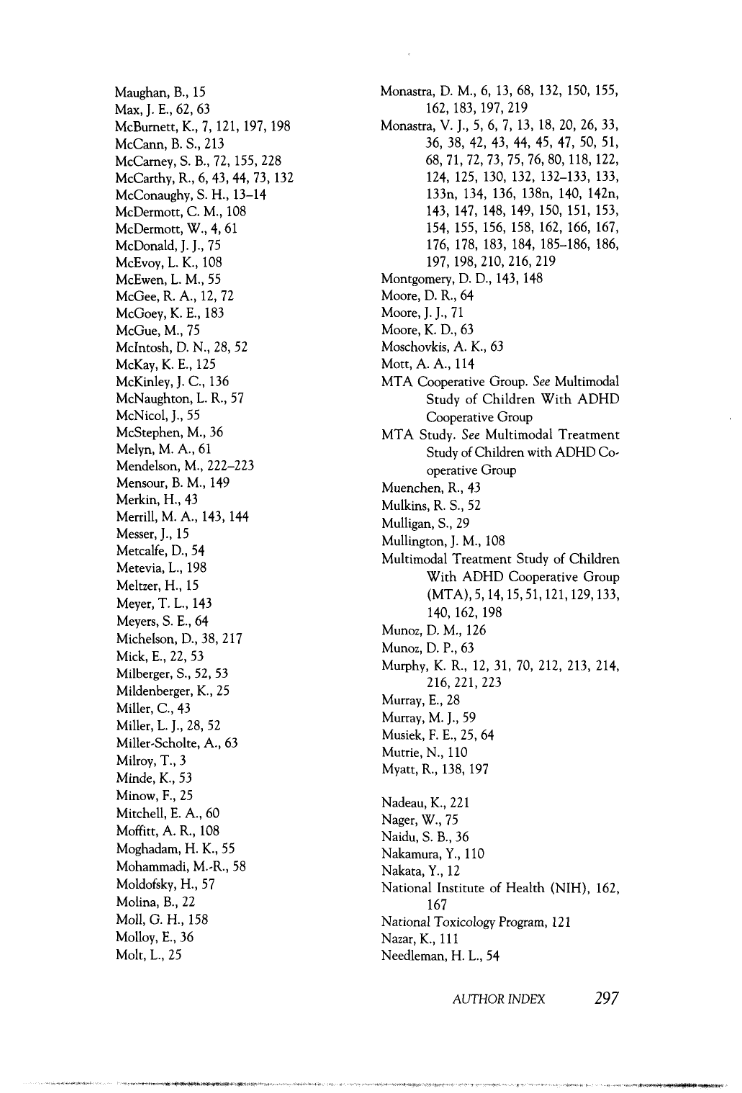 Maughan, B., 15
Max, J. E., 62, 63
McBurnett, K., 7, 121, 197, 198
McCann, B. S., 213
McCarney, S. B., 72, 155, 228
McCarthy, R., 6, 43, 44, 73, 132
McConaughy, S. H., 13–14
McDermott, C. M., 108
McDermott, W., 4, 61
McDonald, J. J., 75
McEvoy, L. K., 108
McEwen, L. M., 55
McGee, R. A., 12, 72
McGoey, K. E., 183
McGue, M., 75
McIntosh, D. N., 28, 52
McKay, K. E., 125
McKinley, J. C., 136
McNaughton, L. R., 57
McNicol, J., 55
McStephen, M., 36
Melyn, M. A., 61
Mendelson, M., 222–223
Mensour, B. M., 149
Merkin, H., 43
Merrill, M. A., 143, 144
Messer, J., 15
Metcalfe, D., 54
Metevia, L., 198
Meltzer, H., 15
Meyer, T. L., 143
Meyers, S. E., 64
Michelson, D., 38, 217
Mick, E., 22, 53
Milberger, S., 52, 53
Mildenberger, K., 25
Miller, C., 43
Miller, L. J., 28, 52
Miller-Scholte, A., 63
Milroy, T., 3
Minde, K., 53
Minow, F., 25
Mitchell, E. A., 60
Moffitt, A. R., 108
Moghadam, H. K., 55
Mohammadi, M.-R., 58
Moldofsky, H., 57
Molina, B., 22
Moll, G. H., 158
Molloy, E., 36
Molt, L., 25
Monastra, D. M., 6, 13, 68, 132, 150, 155,
162, 183, 197, 219
Monastra, V. J., 5, 6, 7, 13, 18, 20, 26, 33,
36, 38, 42, 43, 44, 45, 47, 50, 51,
68, 71, 72, 73, 75, 76, 80, 118, 122,
124, 125, 130, 132, 132–133, 133,
133n, 134, 136, 138n, 140, 142n,
143, 147, 148, 149, 150, 151, 153,
154, 155, 156, 158, 162, 166, 167,
176, 178, 183, 184, 185–186, 186,
197, 198, 210, 216, 219
Montgomery, D. D., 143, 148
Moore, D. R., 64
Moore, J. J., 71
Moore, K. D., 63
Moschovkis, A. K., 63
Mott, A. A., 114
MTA Cooperative Group. See Multimodal
Study of Children With ADHD
Cooperative Group
MTA Study. See Multimodal Treatment
Study of Children with ADHD Co-
operative Group
Muenchen, R., 43
Mulkins, R. S., 52
Mulligan, S., 29
Mullington, J. M., 108
Multimodal Treatment Study of Children
With ADHD Cooperative Group
(MTA), 5, 14, 15, 51, 121, 129, 133,
140, 162, 198
Munoz, D. M., 126
Munoz, D. P., 63
Murphy, K. R., 12, 31, 70, 212, 213, 214,
216, 221, 223
Murray, E., 28
Murray, M. J., 59
Musiek, F. E., 25, 64
Mutrie, N., 110
Myatt, R., 138, 197
Nadeau, K., 221
Nager, W., 75
Naidu, S. B., 36
Nakamura, Y., 110
Nakata, Y., 12
National Institute of Health (NIH), 162,
167
National Toxicology Program, 121
Nazar, K., 111
Needleman, H. L., 54
AUTHOR INDEX 297